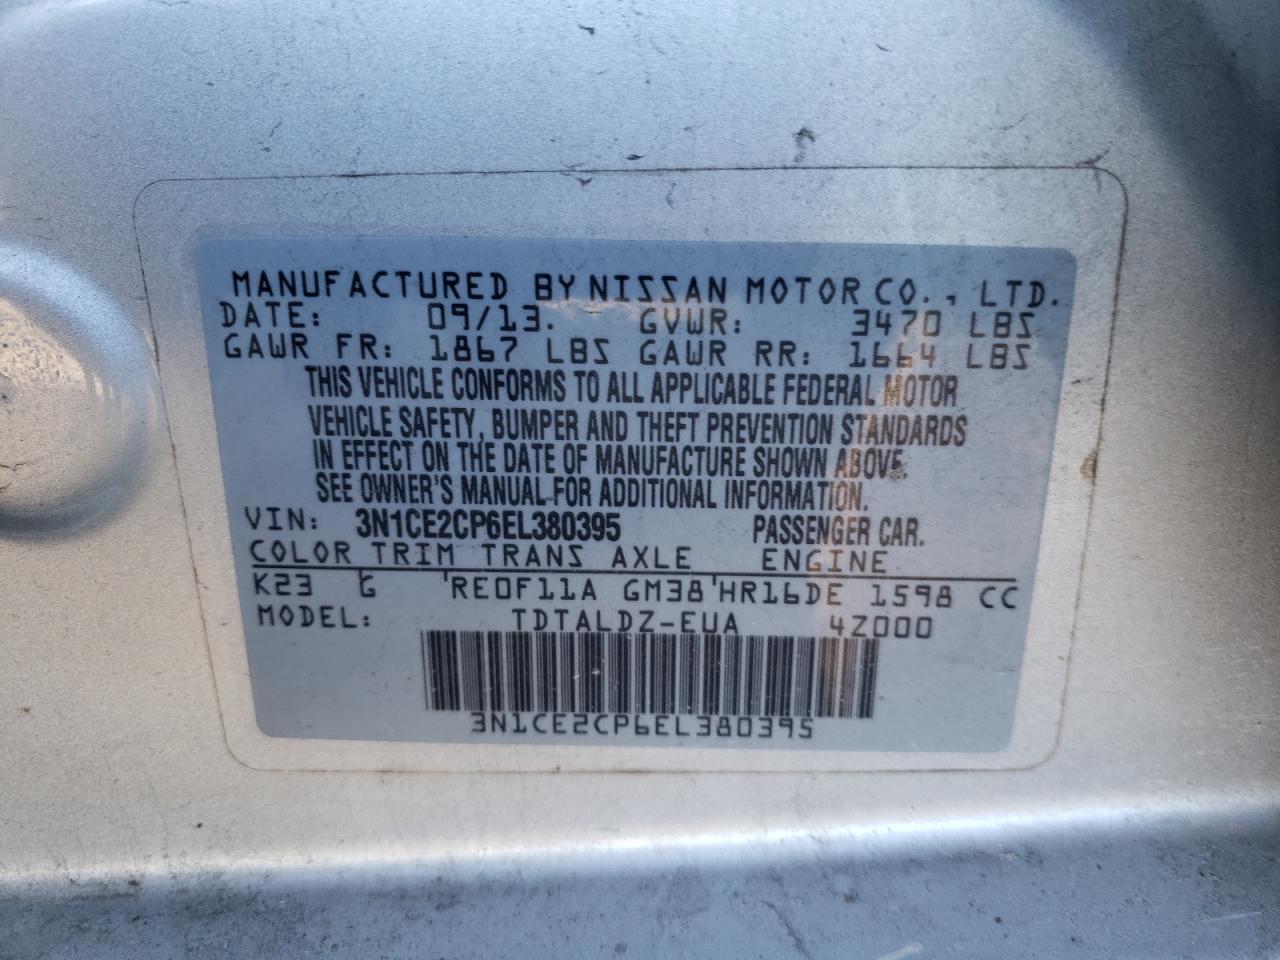 MANUFACTURED BY NISSAN MOTOR CO., LTD.
DATE: 09/13. GVWR: 3470 LBS
GAWR FR: 1867 LBS GAWR RR: 1664 LBS
THIS VEHICLE CONFORMS TO ALL APPLICABLE FEDERAL MOTOR
VEHICLE SAFETY, BUMPER AND THEFT PREVENTION STANDARDS
IN EFFECT ON THE DATE OF MANUFACTURE SHOWN ABOVE.
SEE OWNER'S MANUAL FOR ADDITIONAL INFORMATION.
VIN: 3N1CE2CP6EL380395 PASSENGER CAR.
COLOR TRIM TRANS AXLE ENGINE
K23 G RE0F11A GM38 HR16DE 1598 CC
MODEL: TDTALDZ-EUA 4Z000
3N1CE2CP6EL380395